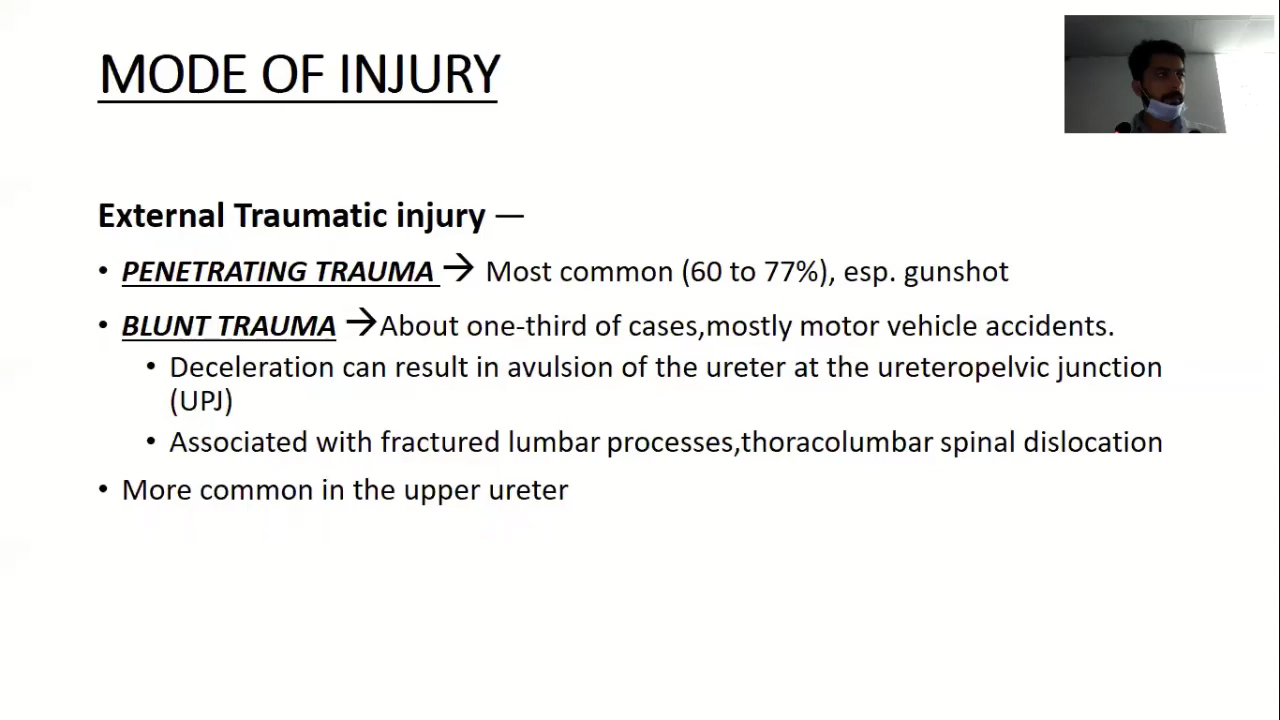 MODE OF INJURY
External Traumatic injury —
• PENETRATING TRAUMA → Most common (60 to 77%), esp. gunshot
• BLUNT TRAUMA →About one-third of cases,mostly motor vehicle accidents.
• Deceleration can result in avulsion of the ureter at the ureteropelvic junction
(UPJ)
• Associated with fractured lumbar processes,thoracolumbar spinal dislocation
• More common in the upper ureter